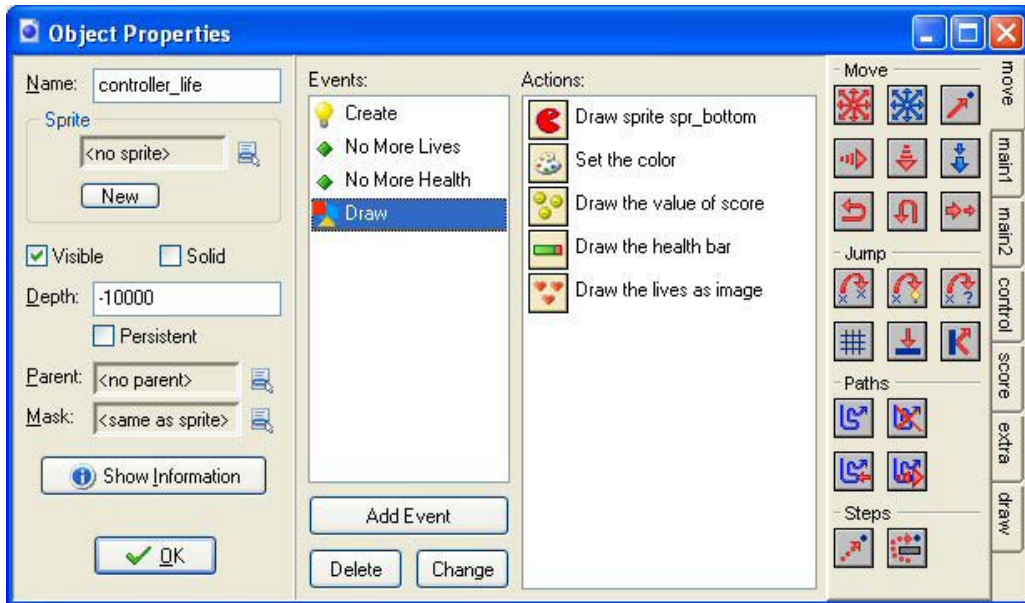 Object Properties
Name: controller_life
Sprite
<no sprite>
New
Visible Solid
Depth: -10000
Persistent
Parent: <no parent>
Mask: <same as sprite>
Show Information
OK
Events:
Create
No More Lives
No More Health
Draw
Add Event
Delete Change
Actions:
Draw sprite spr_bottom
Set the color
Draw the value of score
Draw the health bar
Draw the lives as image
Move
Jump
Paths
Steps
move
main1
main2
control
score
extra
draw